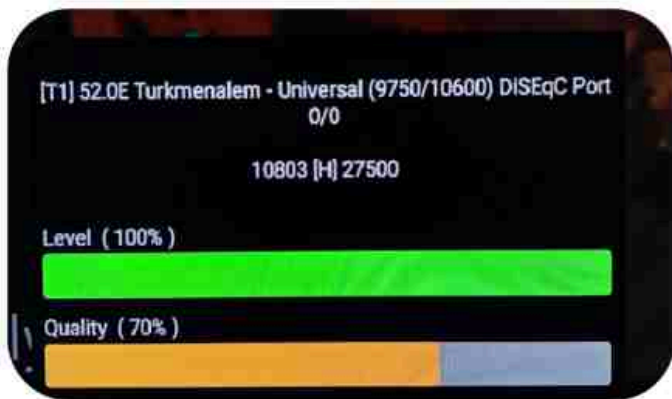 [T1] 52.0E Turkmenalem - Universal (9750/10600) DiSEqC Port
0/0
10803 [H] 27500
Level ( 100% )
Quality ( 70% )